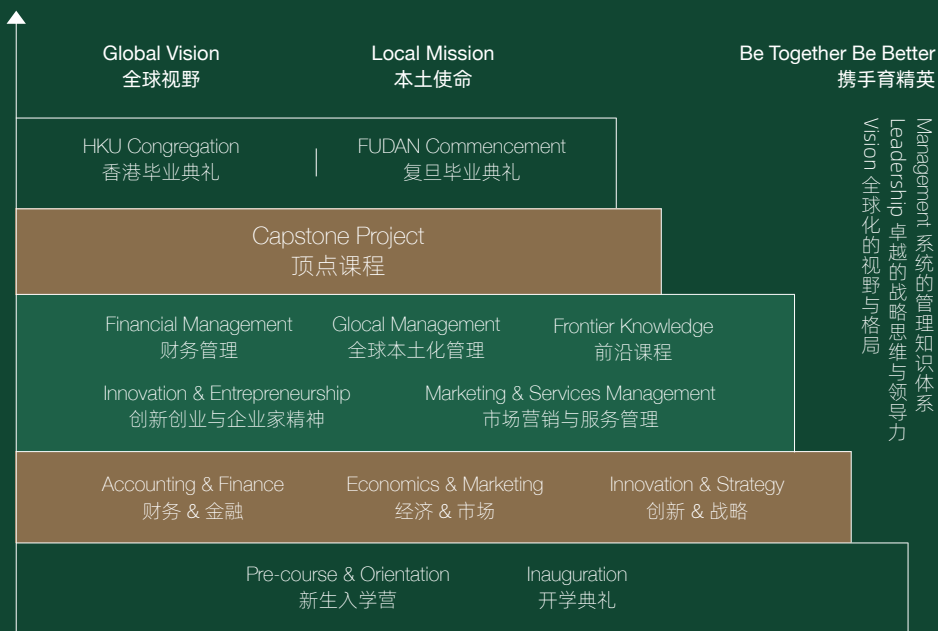 Global Vision
全球视野
Local Mission
本土使命
Be Together Be Better
携手育精英
HKU Congregation
香港毕业典礼
FUDAN Commencement
复旦毕业典礼
Capstone Project
顶点课程
Financial Management
财务管理
Glocal Management
全球本土化管理
Frontier Knowledge
前沿课程
Innovation & Entrepreneurship
创新创业与企业家精神
Marketing & Services Management
市场营销与服务管理
Accounting & Finance
财务 & 金融
Economics & Marketing
经济 & 市场
Innovation & Strategy
创新 & 战略
Pre-course & Orientation
新生入学营
Inauguration
开学典礼
Management 系统的管理知识体系
Leadership 卓越的战略思维与领导力
Vision 全球化的视野与格局